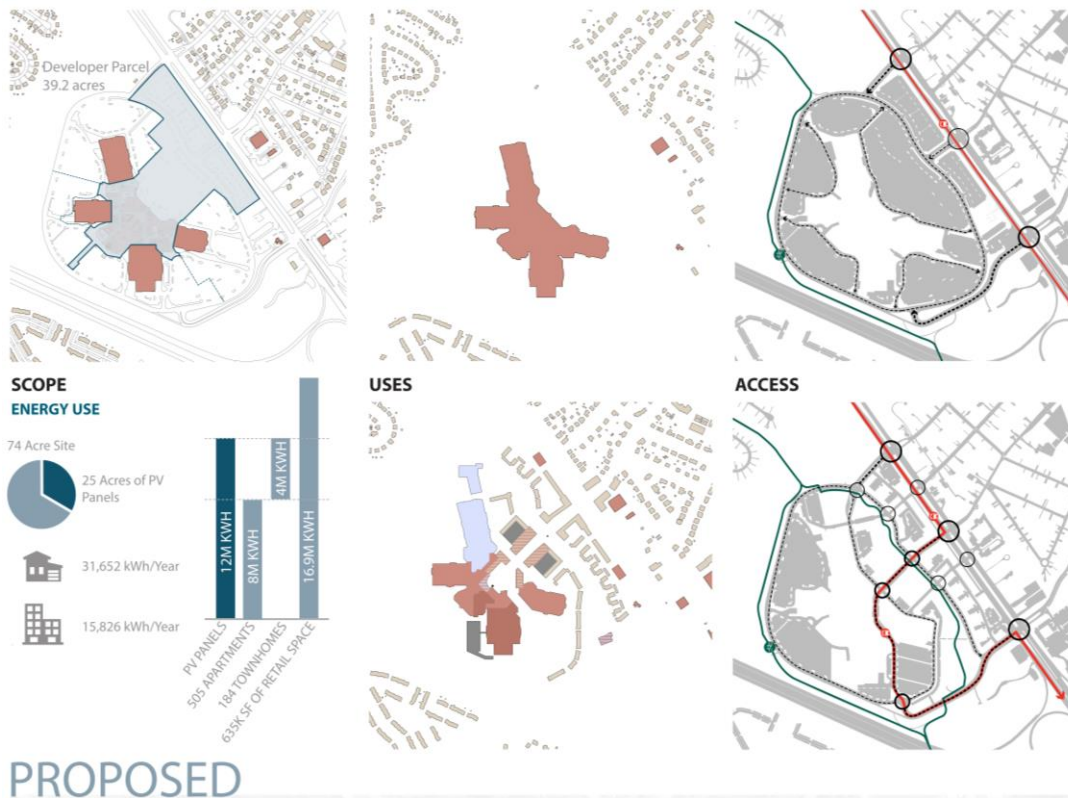 Developer Parcel
39.2 acres
SCOPE
USES
ACCESS
ENERGY USE
74 Acre Site
25 Acres of PV
Panels
31,652 kWh/Year
15,826 kWh/Year
12M KWH
8M KWH
4M KWH
16.9M KWH
PV PANELS
505 APARTMENTS
184 TOWNHOMES
635K SF OF RETAIL SPACE
PROPOSED